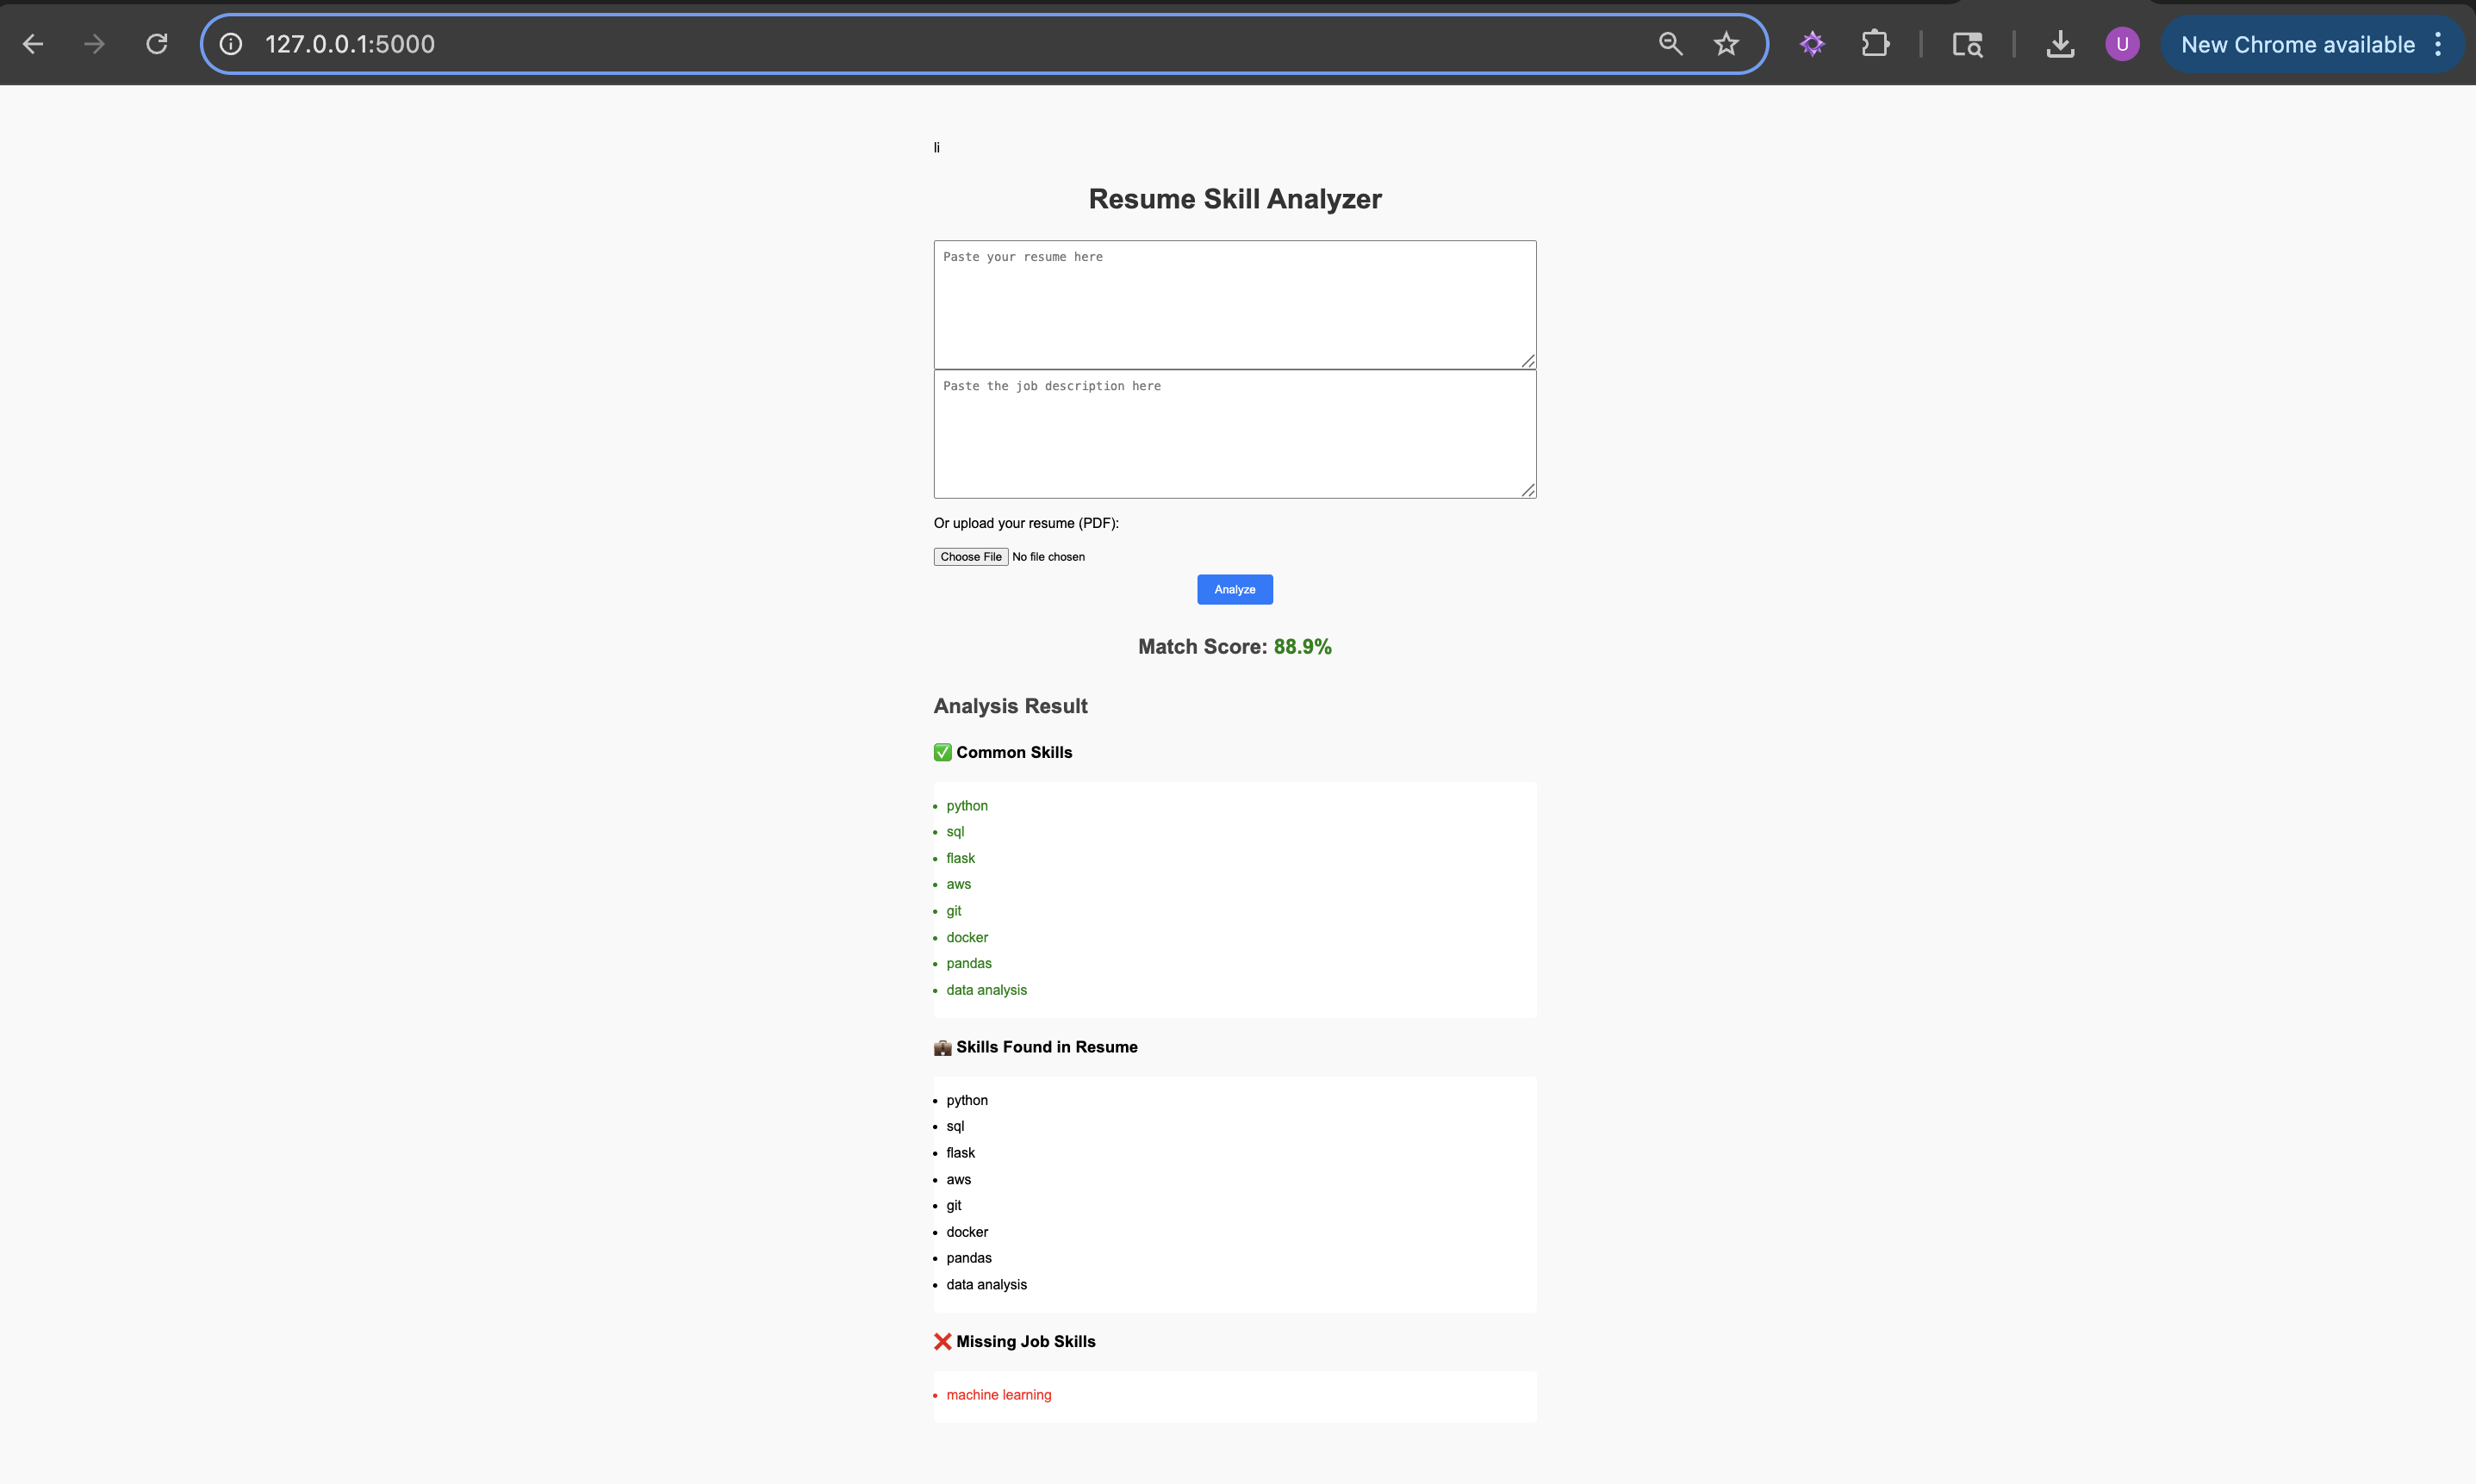 127.0.0.1:5000
U
New Chrome available
li
Resume Skill Analyzer
Paste your resume here
Paste the job description here
Or upload your resume (PDF):
Choose File No file chosen
Analyze
Match Score: 88.9%
Analysis Result
✅ Common Skills
• python
• sql
• flask
• aws
• git
• docker
• pandas
• data analysis
💼 Skills Found in Resume
• python
• sql
• flask
• aws
• git
• docker
• pandas
• data analysis
❌ Missing Job Skills
• machine learning